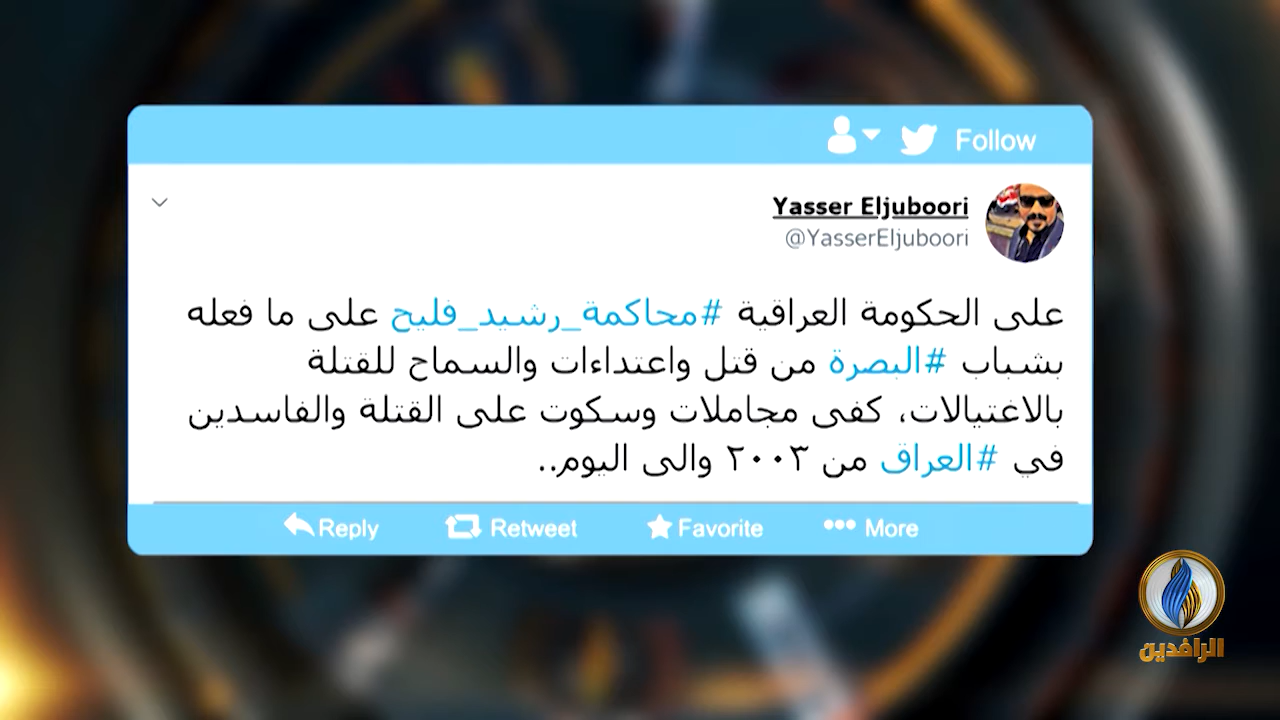 Follow
Yasser Eljuboori
@YasserEljuboori
على الحكومة العراقية #محاكمة_رشيد_فليح على ما فعله
بشباب #البصرة من قتل واعتداءات والسماح للقتلة
بالاغتيالات، كفى مجاملات وسكوت على القتلة والفاسدين
في #العراق من ٢٠٠٣ والى اليوم..
Reply Retweet Favorite More
الرافدين